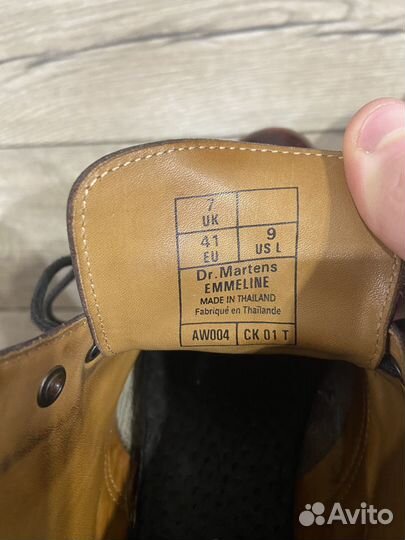 7
UK
41 9
EU US L
Dr. Martens
EMMELINE
MADE IN THAILAND
Fabriqué en Thaïlande
AW004 CK 01 T
Avito